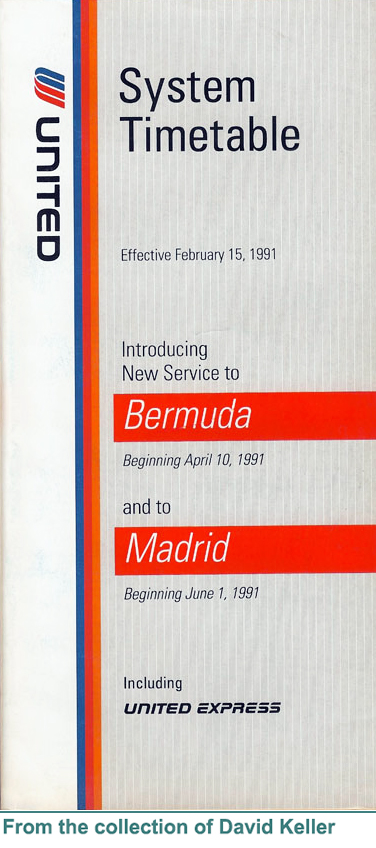 UNITED
System
Timetable
Effective February 15, 1991
Introducing
New Service to
Bermuda
Beginning April 10, 1991
and to
Madrid
Beginning June 1, 1991
Including
UNITED EXPRESS
From the collection of David Keller